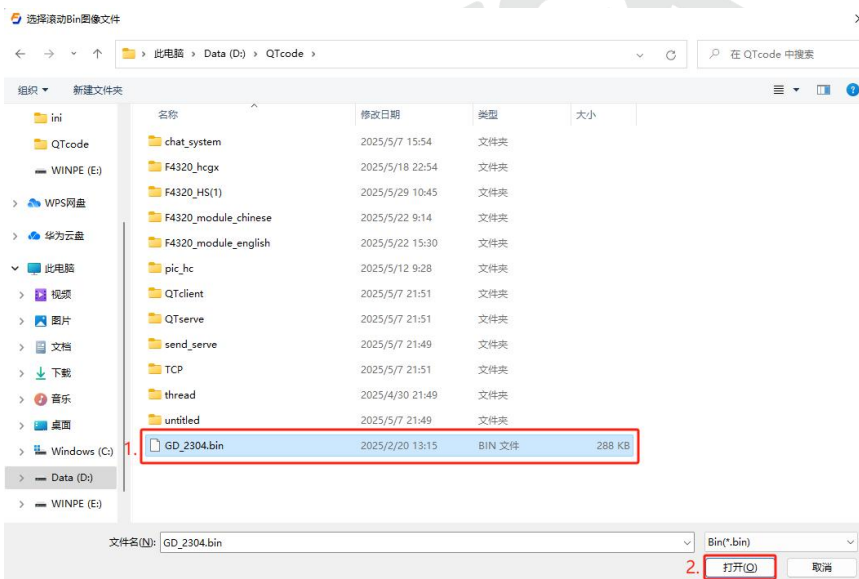 选择滚动Bin图像文件
此电脑 › Data (D:) › QTcode ›
在 QTcode 中搜索
组织 新建文件夹
名称 修改日期 类型 大小
ini
QTcode
WINPE (E:)
WPS网盘
华为云盘
此电脑
视频
图片
文档
下载
音乐
桌面
Windows (C:)
Data (D:)
WINPE (E:)
chat_system 2025/5/7 15:54 文件夹
F4320_hcgx 2025/5/18 22:54 文件夹
F4320_HS(1) 2025/5/29 10:45 文件夹
F4320_module_chinese 2025/5/22 9:14 文件夹
F4320_module_english 2025/5/22 15:30 文件夹
pic_hc 2025/5/12 9:28 文件夹
QTclient 2025/5/7 21:51 文件夹
QTserve 2025/5/7 21:51 文件夹
send_serve 2025/5/7 21:49 文件夹
TCP 2025/5/7 21:51 文件夹
thread 2025/4/30 21:49 文件夹
untitled 2025/5/7 21:49 文件夹
1. GD_2304.bin 2025/2/20 13:15 BIN 文件 288 KB
文件名(N): GD_2304.bin Bin(*.bin)
2. 打开(O) 取消